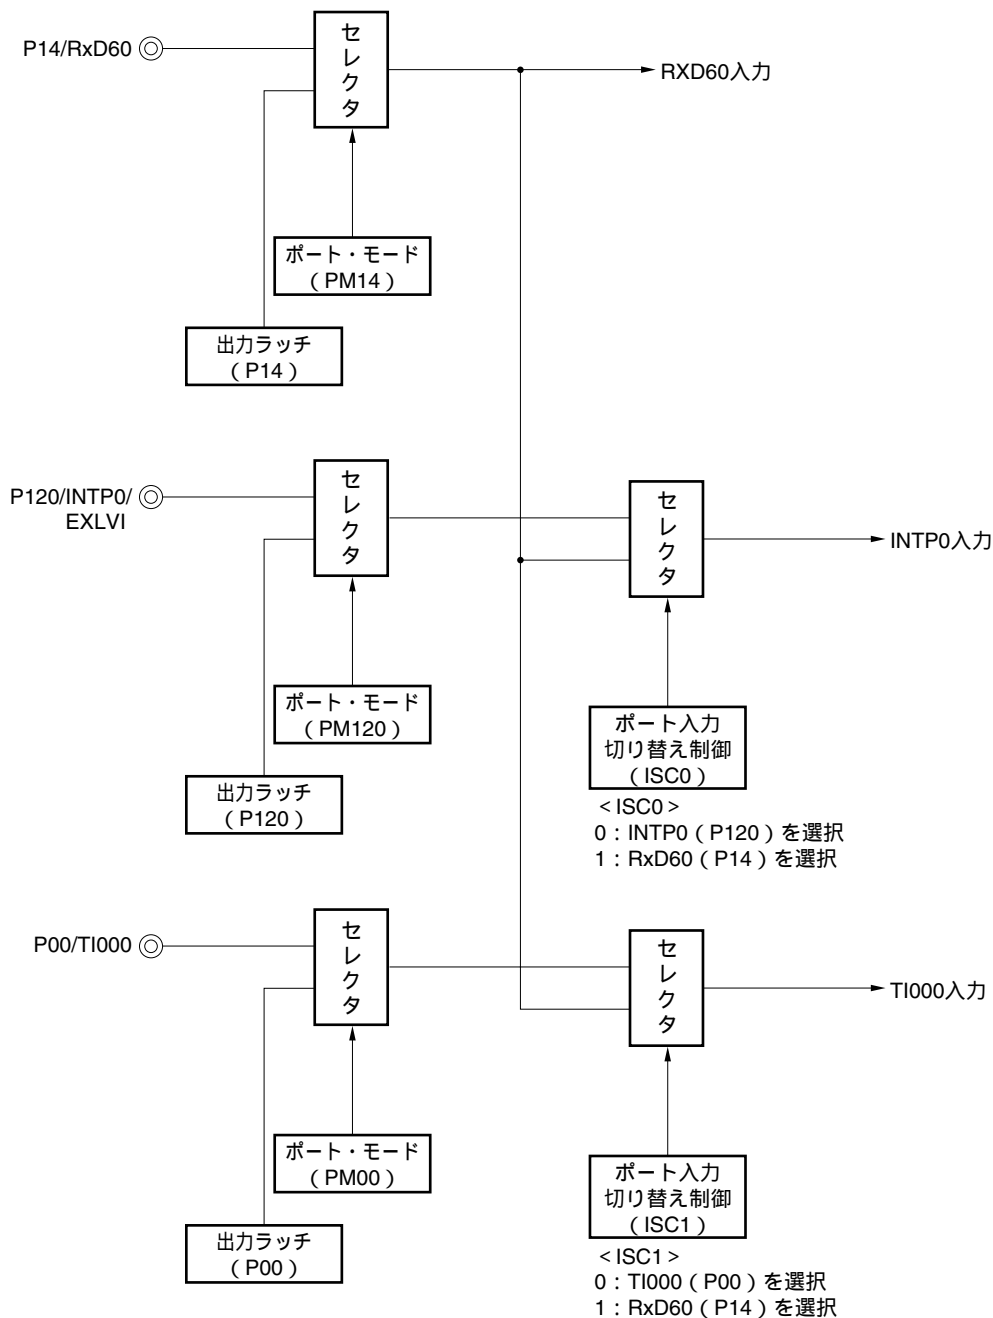 P14/RxD60
セレクタ
RXD60入力
ポート・モード
（PM14）
出力ラッチ
（P14）
P120/INTP0/
EXLVI
セレクタ
セレクタ
INTP0入力
ポート・モード
（PM120）
出力ラッチ
（P120）
ポート入力
切り替え制御
（ISC0）
＜ISC0＞
0：INTP0（P120）を選択
1：RxD60（P14）を選択
P00/TI000
セレクタ
セレクタ
TI000入力
ポート・モード
（PM00）
出力ラッチ
（P00）
ポート入力
切り替え制御
（ISC1）
＜ISC1＞
0：TI000（P00）を選択
1：RxD60（P14）を選択